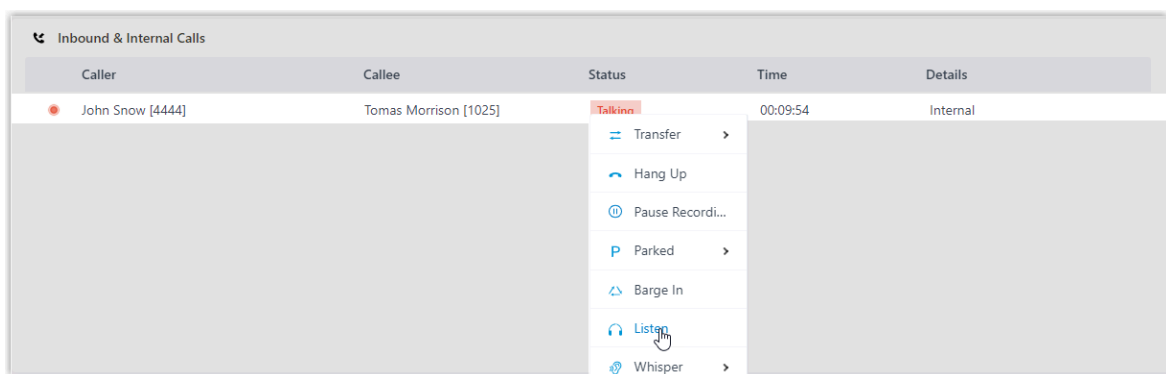 Inbound & Internal Calls
Caller Callee Status Time Details
John Snow [4444] Tomas Morrison [1025] Talking 00:09:54 Internal
Transfer
Hang Up
Pause Recordi...
P Parked
Barge In
Listen
Whisper